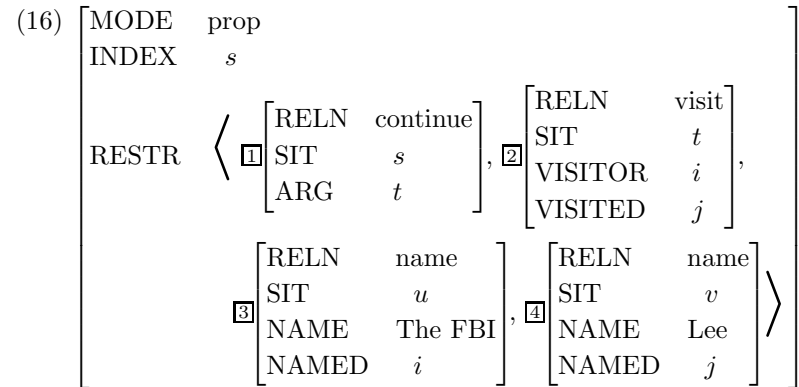 (16) MODE prop
INDEX s
RESTR ⟨ 1 [RELN continue, 2 [RELN visit
SIT s SIT t
ARG t], VISITOR i
VISITED j],
3 [RELN name 4 [RELN name
SIT u SIT v
NAME The FBI NAME Lee
NAMED i], NAMED j] ⟩